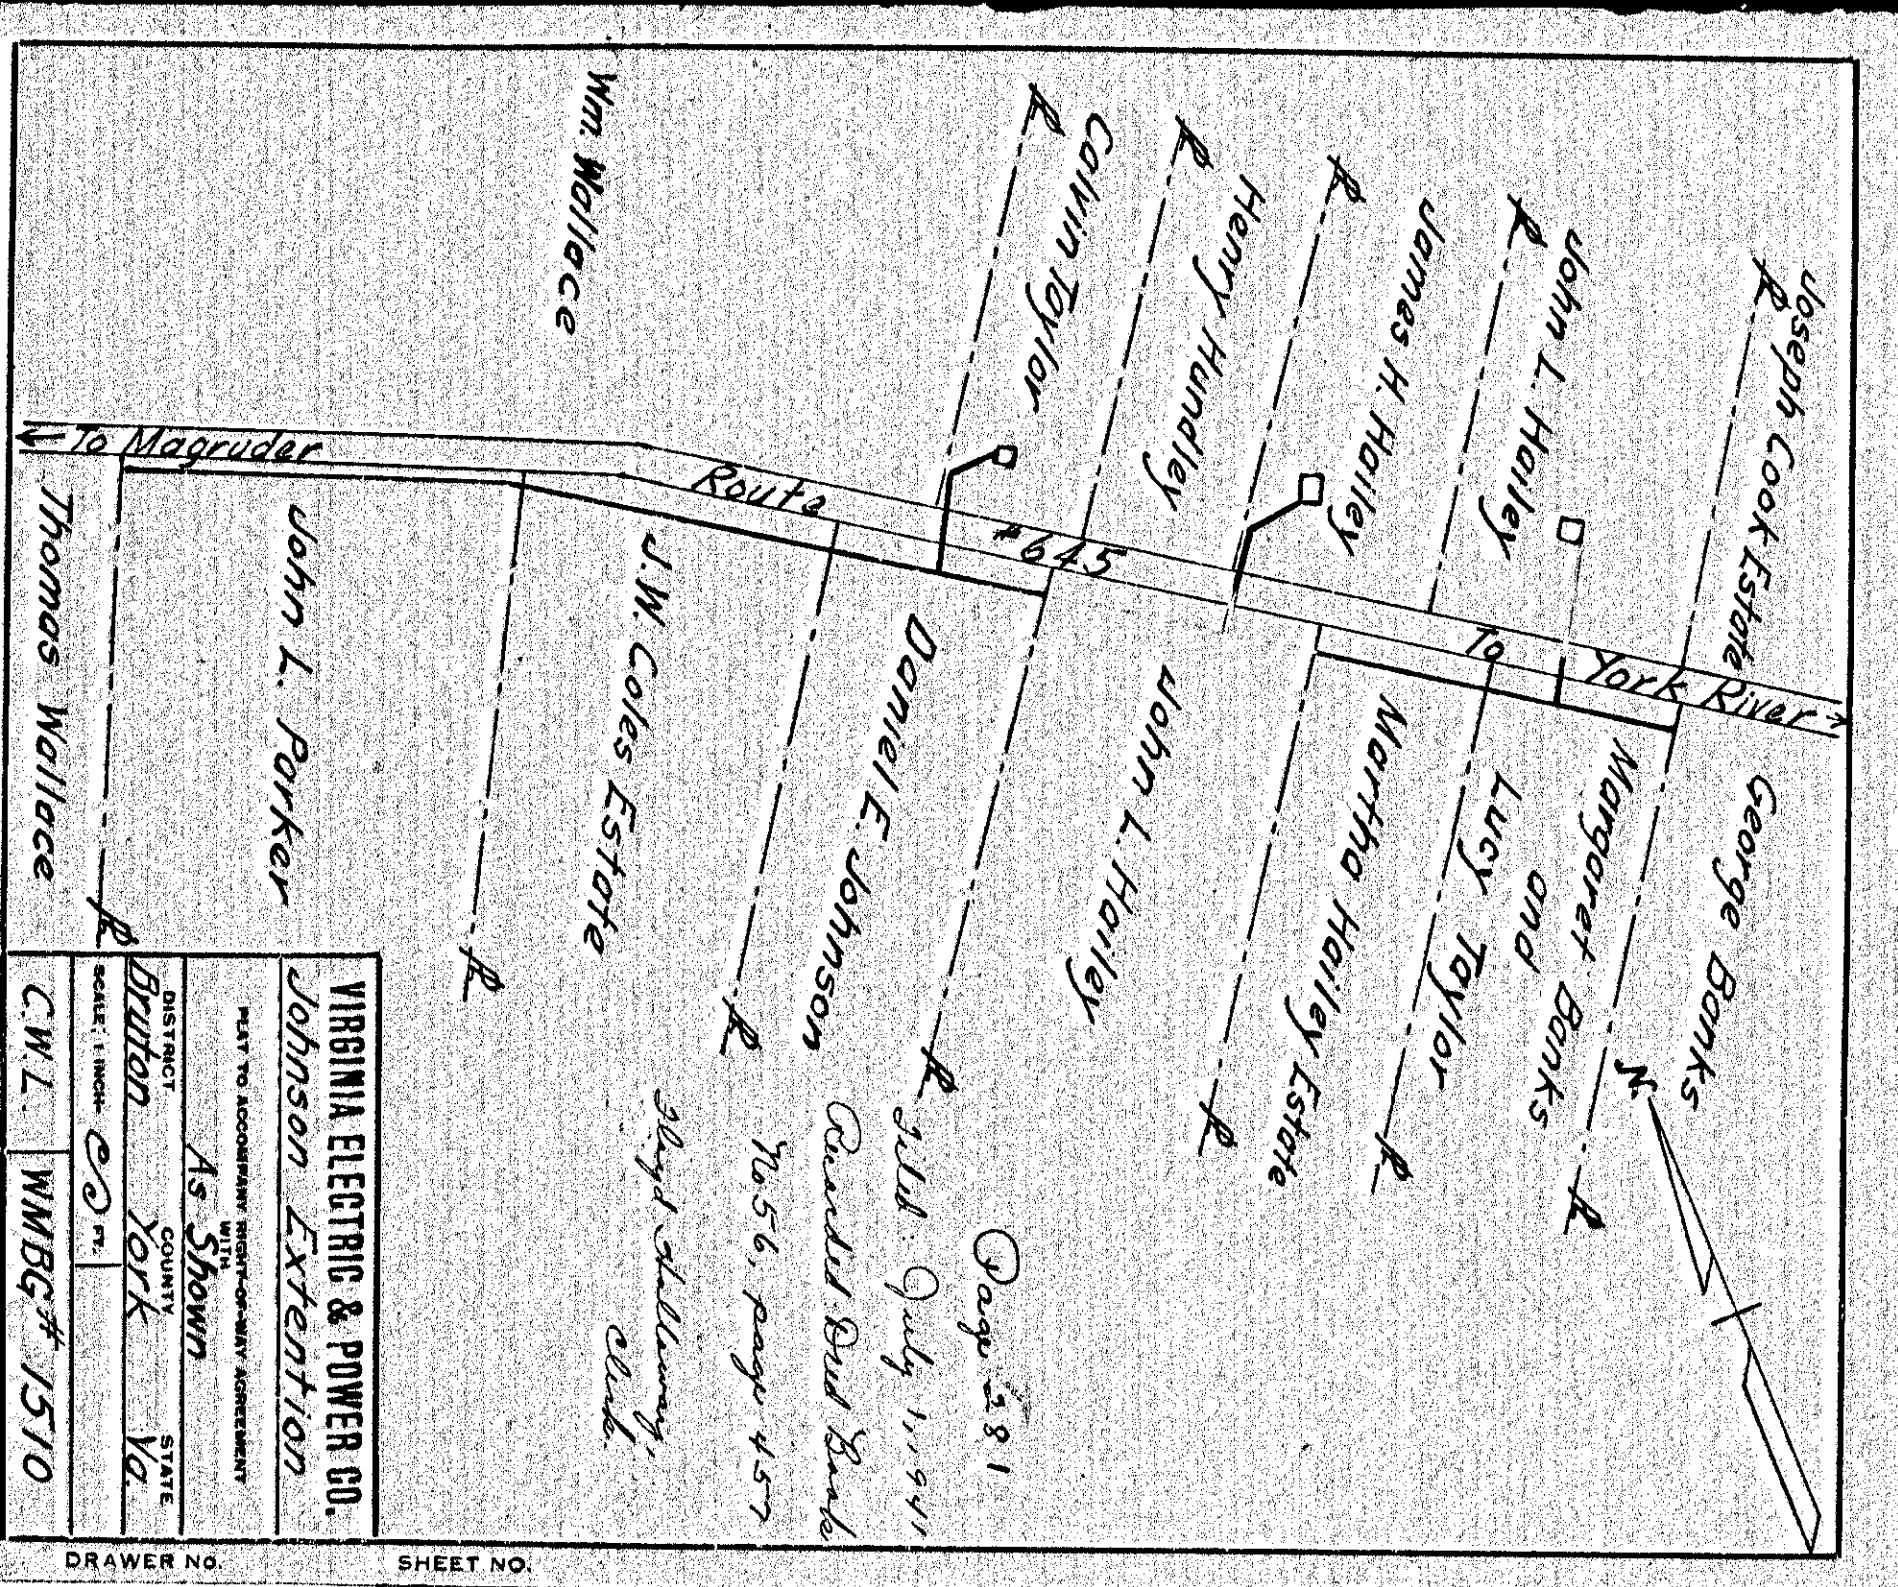 Wm. Wallace
Calvin Taylor
Henry Hundley
James H. Hailey
John L. Hailey
Joseph Cook Estate
To Magruder
Route
#645
To
York River
Thomas Wallace
John L. Parker
J.W. Coles Estate
Daniel E. Johnson
John L. Hailey
Martha Hailey Estate
Lucy Taylor
and
Margaret Banks
George Banks
N.
Page 281
Filed: July 1, 1941
Recorded Deed Book
No 56, page 457
Floyd Holloway,
Clerk.
VIRGINIA ELECTRIC & POWER CO.
Johnson Extention
PLAT TO ACCOMPANY RIGHT-OF-WAY AGREEMENT
WITH
As Shown
DISTRICT COUNTY STATE
Bruton York Va.
SCALE: 1 INCH- FT.
C.W.L. WMBG# 1510
DRAWER NO.
SHEET NO.